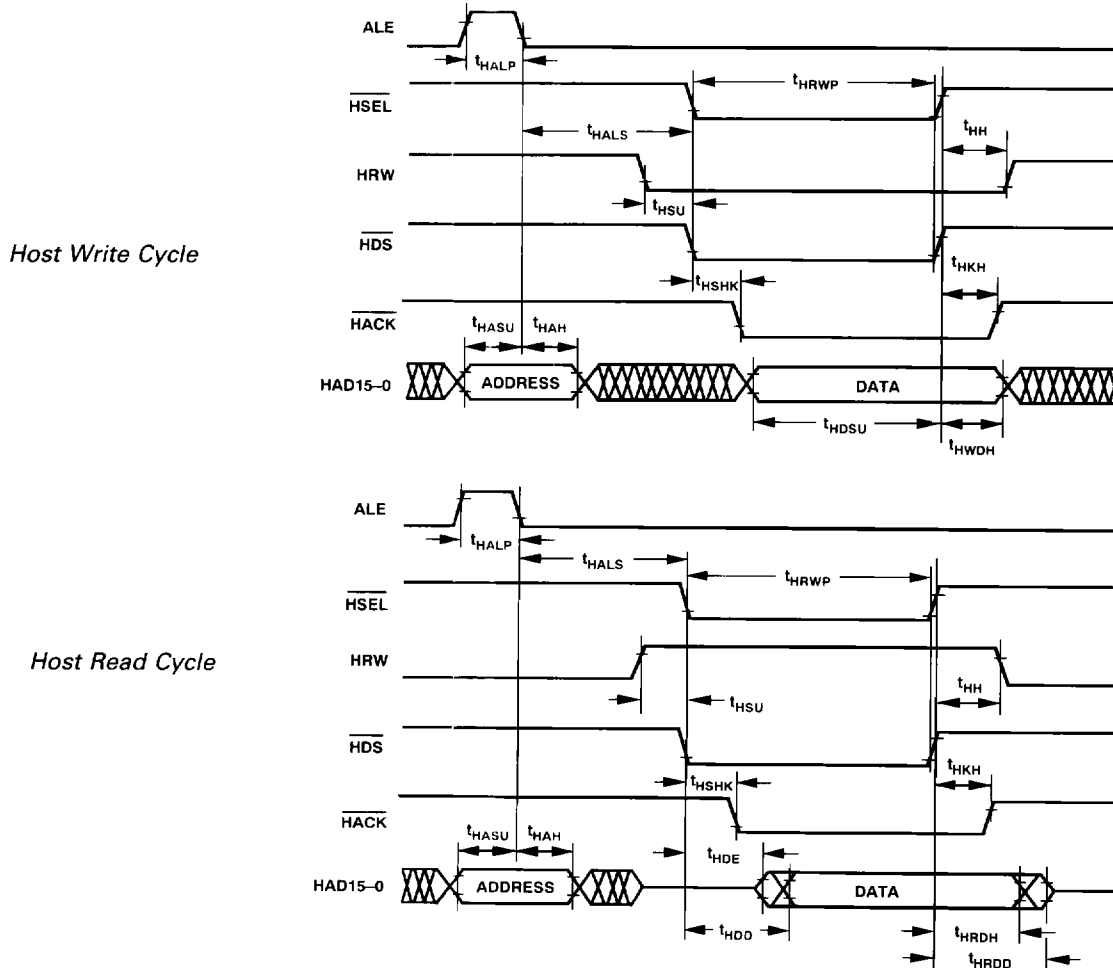 ALE
tHALP
HSEL
tHRWP
tHALS
tHH
HRW
tHSU
HDS
Host Write Cycle
tHSHK
tHKH
HACK
tHASU
tHAH
HAD15–0
ADDRESS
DATA
tHDSU
tHWDH
ALE
tHALP
tHALS
tHRWP
HSEL
Host Read Cycle
HRW
tHSU
tHH
HDS
tHSHK
tHKH
HACK
tHASU
tHAH
tHDE
HAD15–0
ADDRESS
DATA
tHDD
tHRDH
tHRDD